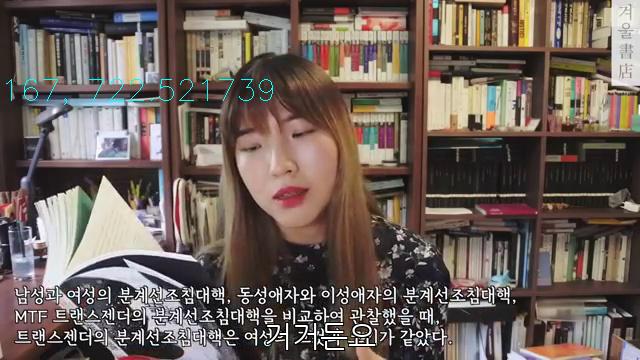 167, 722.521739
겨울書店
남성과 여성의 분계선조침대핵, 동성애자와 이성애자의 분계선조침대핵,
MTF 트랜스젠더의 분계선조침대핵을 비교하여 관찰했을 때,
트랜스젠더의 분계선조침대핵은 여성의 가 같았다.
거거든요